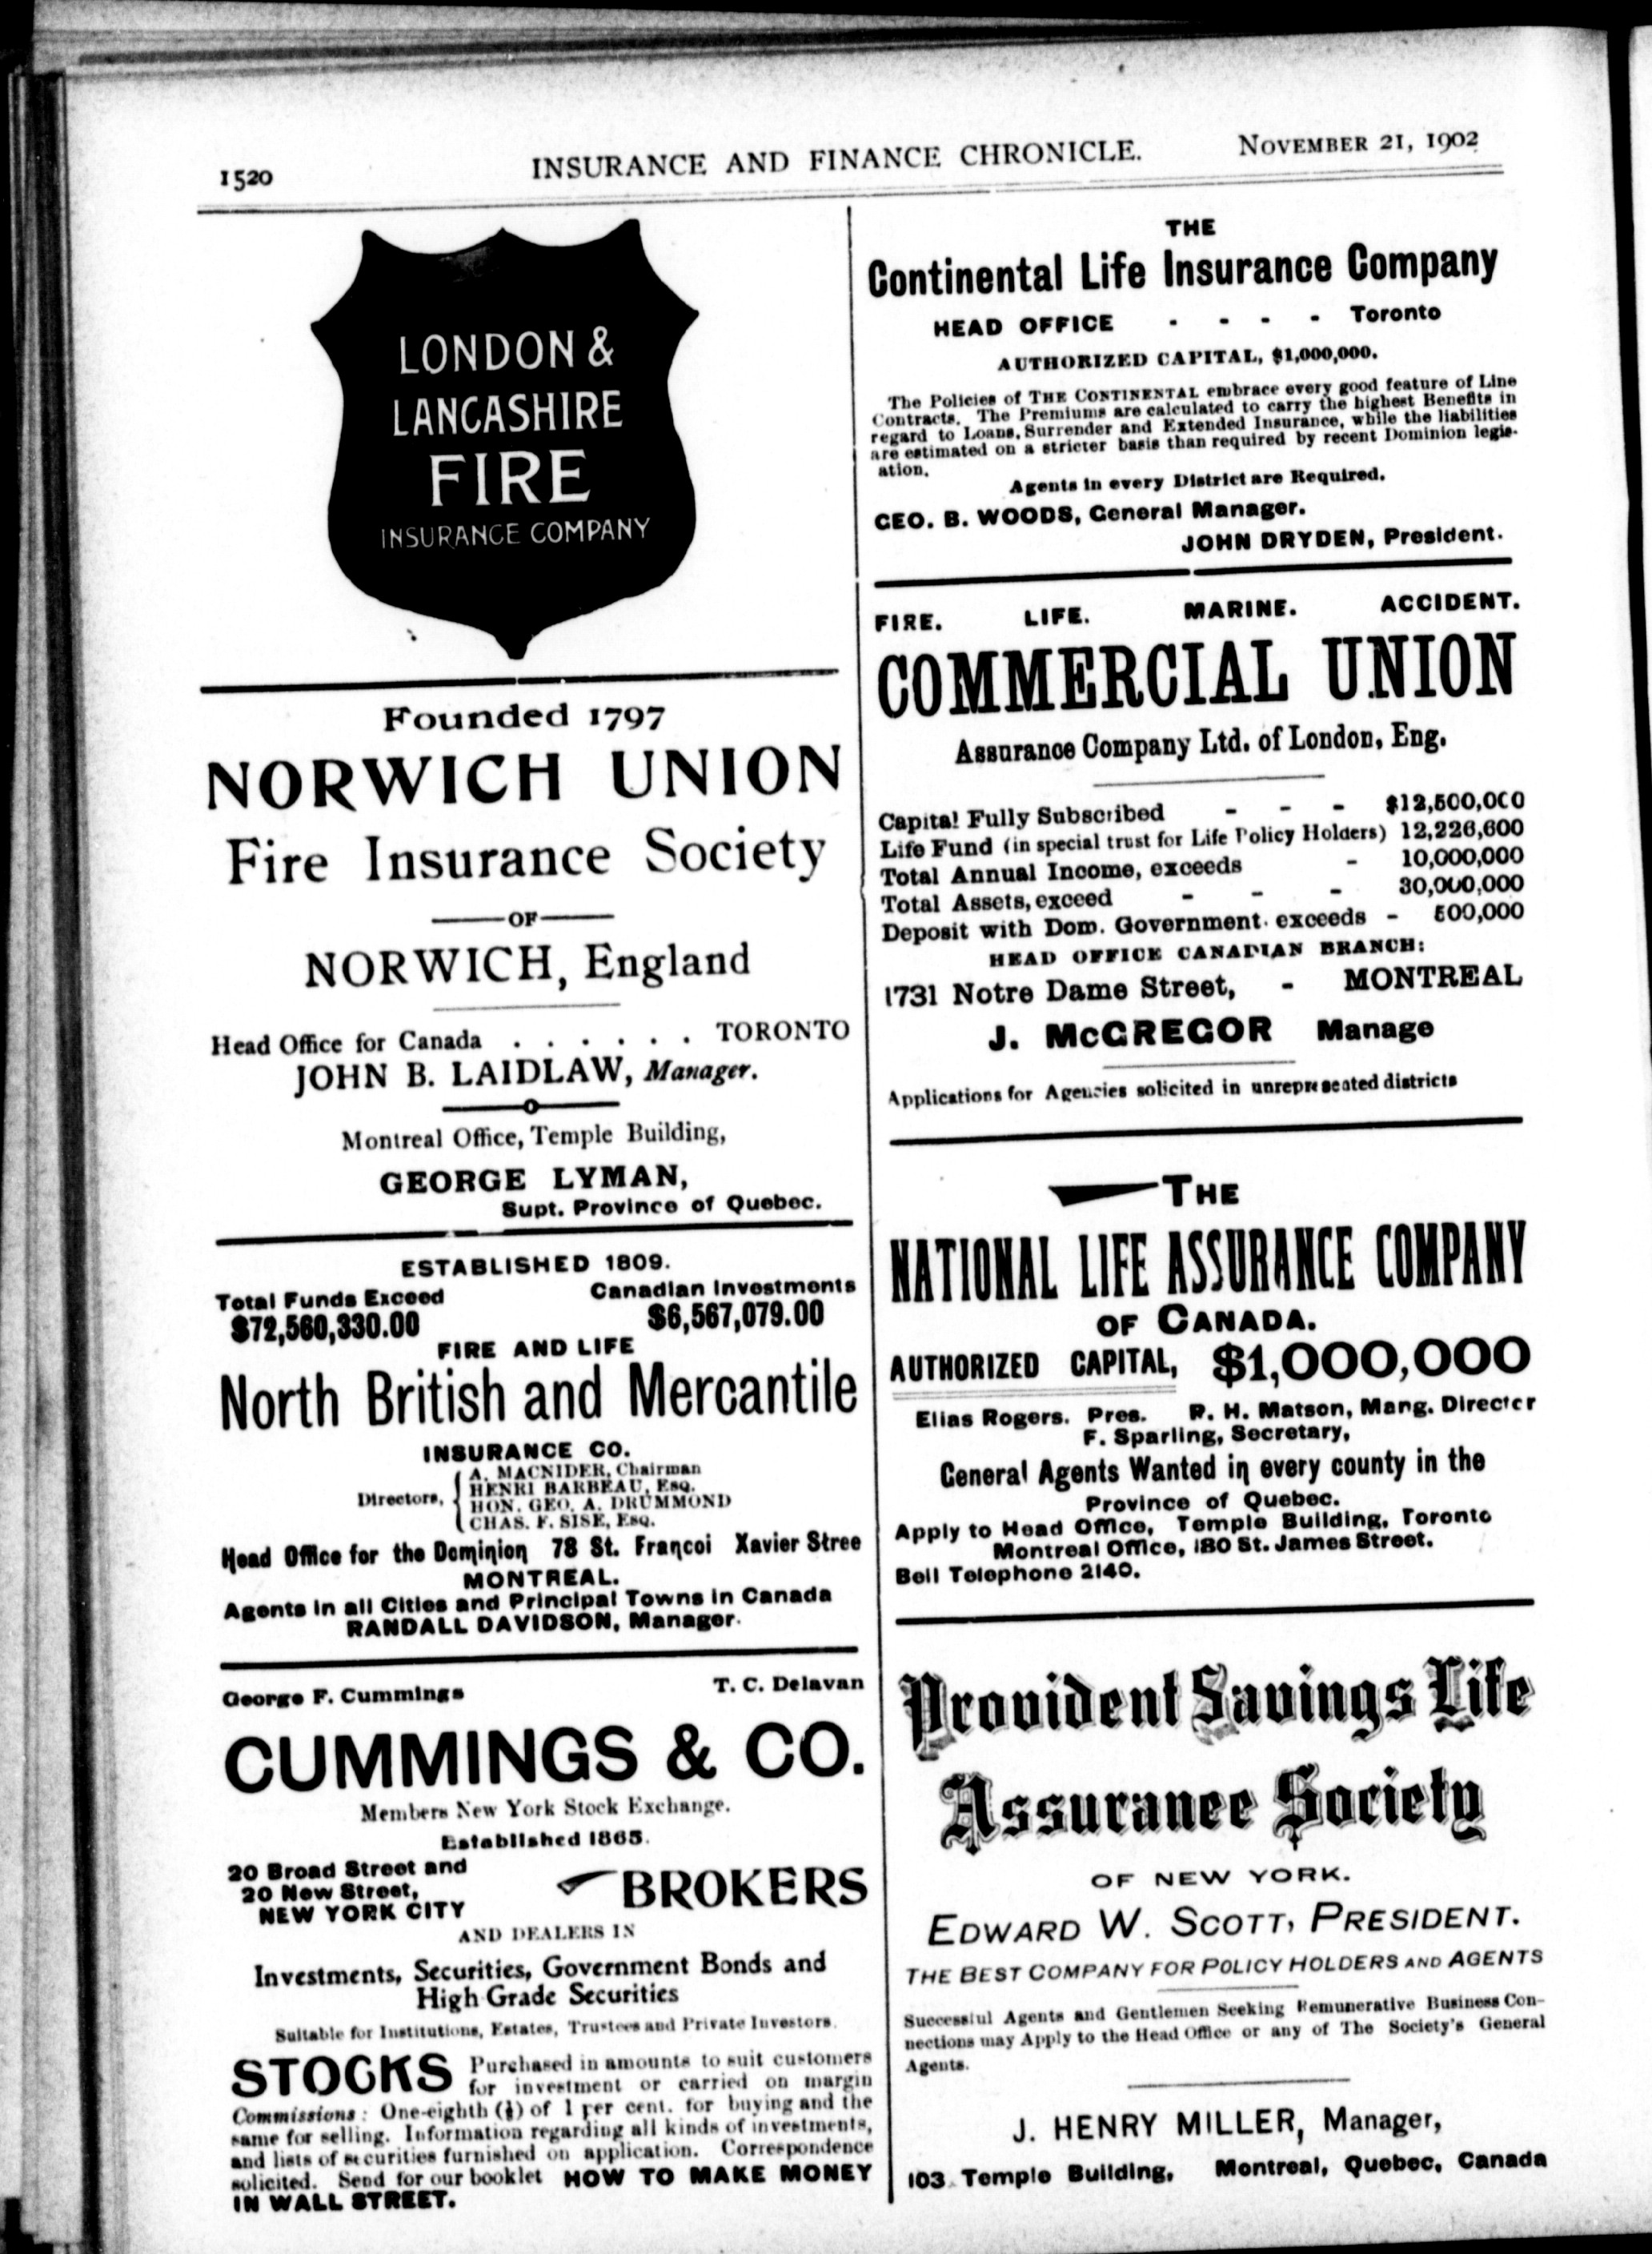 1520
INSURANCE AND FINANCE CHRONICLE.
NOVEMBER 21, 1902
LONDON &
LANCASHIRE
FIRE
INSURANCE COMPANY
Founded 1797
NORWICH UNION
Fire Insurance Society
OF
NORWICH, England
Head Office for Canada . . . . . . TORONTO
JOHN B. LAIDLAW, Manager.
Montreal Office, Temple Building,
GEORGE LYMAN,
Supt. Province of Quebec.
ESTABLISHED 1809.
Total Funds Exceed Canadian Investments
$72,560,330.00 $6,567,079.00
FIRE AND LIFE
North British and Mercantile
INSURANCE CO.
A. MACNIDER, Chairman
HENRI BARBEAU, ESQ.
Directors, HON. GEO. A. DRUMMOND
CHAS. F. SISE, ESQ.
Head Office for the Dominion 78 St. Francoi Xavier Stree
MONTREAL.
Agents in all Cities and Principal Towns in Canada
RANDALL DAVIDSON, Manager.
George F. Cummings T. C. Delavan
CUMMINGS & CO.
Members New York Stock Exchange.
Established 1865.
20 Broad Street and
20 New Street,
NEW YORK CITY
BROKERS
AND DEALERS IN
Investments, Securities, Government Bonds and
High Grade Securities
Suitable for Institutions, Estates, Trustees and Private Investors.
STOCKS Purchased in amounts to suit customers
for investment or carried on margin
Commissions: One-eighth (⅛) of 1 per cent. for buying and the
same for selling. Information regarding all kinds of investments,
and lists of securities furnished on application. Correspondence
solicited. Send for our booklet HOW TO MAKE MONEY
IN WALL STREET.
THE
Continental Life Insurance Company
HEAD OFFICE - - - - Toronto
AUTHORIZED CAPITAL, $1,000,000.
The Policies of THE CONTINENTAL embrace every good feature of Line
Contracts. The Premiums are calculated to carry the highest Benefits in
regard to Loans, Surrender and Extended Insurance, while the liabilities
are estimated on a stricter basis than required by recent Dominion legis-
ation.
Agents in every District are Required.
GEO. B. WOODS, General Manager.
JOHN DRYDEN, President.
FIRE. LIFE. MARINE. ACCIDENT.
COMMERCIAL UNION
Assurance Company Ltd. of London, Eng.
Capital Fully Subscribed - - - $12,500,000
Life Fund (in special trust for Life Policy Holders) 12,226,600
Total Annual Income, exceeds - 10,000,000
Total Assets, exceed - - - 30,000,000
Deposit with Dom. Government exceeds - 500,000
HEAD OFFICE CANADIAN BRANCH:
1731 Notre Dame Street, - MONTREAL
J. McGREGOR Manage
Applications for Agencies solicited in unrepresented districts
THE
NATIONAL LIFE ASSURANCE COMPANY
OF CANADA.
AUTHORIZED CAPITAL, $1,000,000
Elias Rogers. Pres. R. H. Matson, Mang. Director
F. Sparling, Secretary,
General Agents Wanted in every county in the
Province of Quebec.
Apply to Head Office, Temple Building, Toronto
Montreal Office, 180 St. James Street.
Bell Telephone 2140.
Provident Savings Life
Assurance Society
OF NEW YORK.
EDWARD W. SCOTT, PRESIDENT.
THE BEST COMPANY FOR POLICY HOLDERS AND AGENTS
Successful Agents and Gentlemen Seeking Remunerative Business Con-
nections may Apply to the Head Office or any of The Society's General
Agents.
J. HENRY MILLER, Manager,
103 Temple Building, Montreal, Quebec, Canada